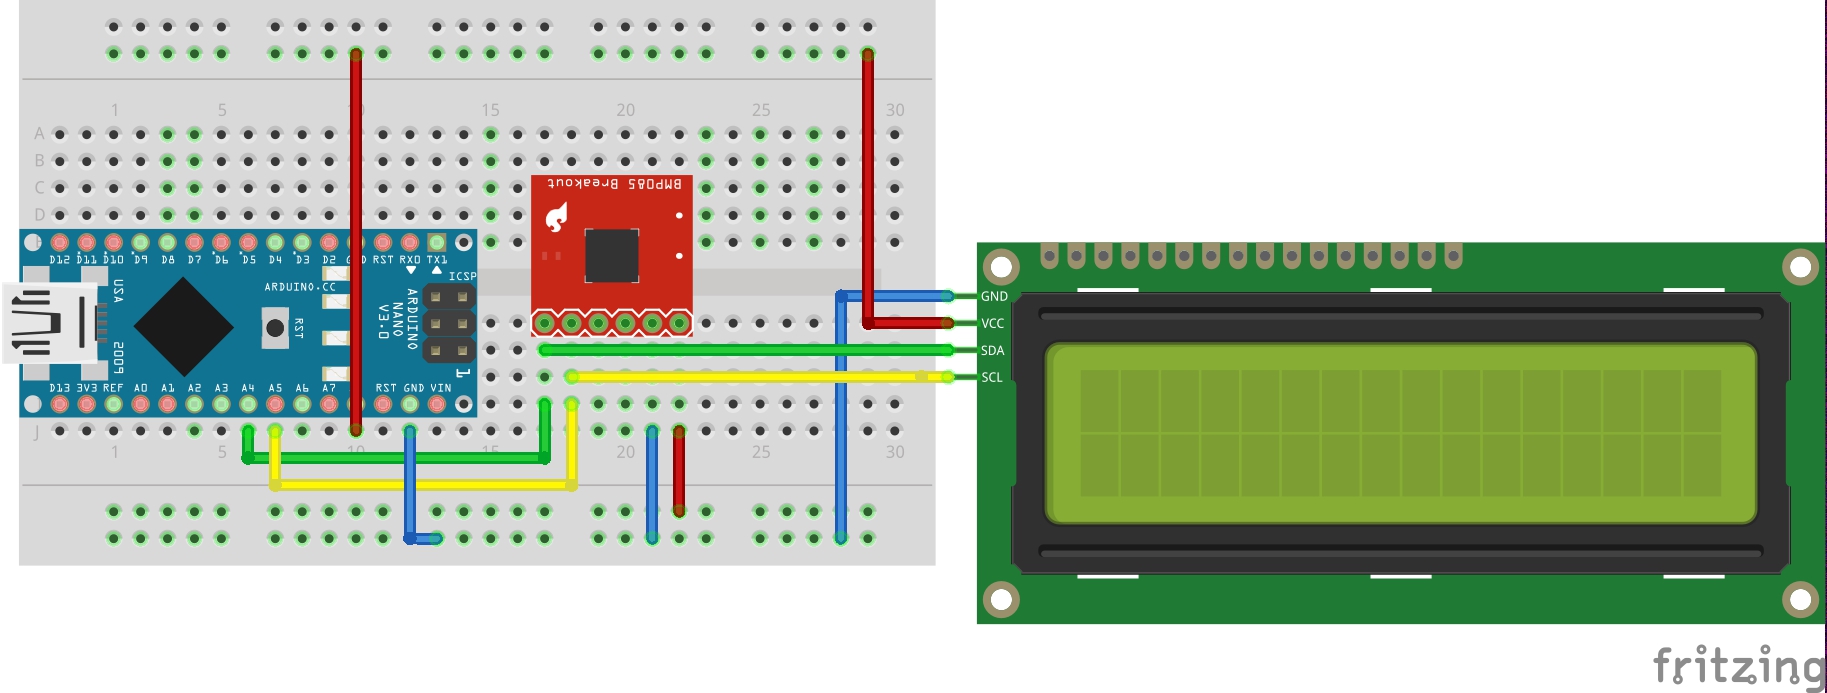 1 5 15 20 25 30
A
B
C
D
BMP085 Breakout
D12 D11 D10 D9 D8 D7 D6 D5 D4 D3 D2 GND RST RX0 TX1
ICSP
USA
ARDUINO.CC
RST
ARDUINO
NANO
V3.0
2009
1
D13 3V3 REF A0 A1 A2 A3 A4 A5 A6 A7 RST GND VIN
J
1 5 10 15 20 25 30
GND
VCC
SDA
SCL
fritzing